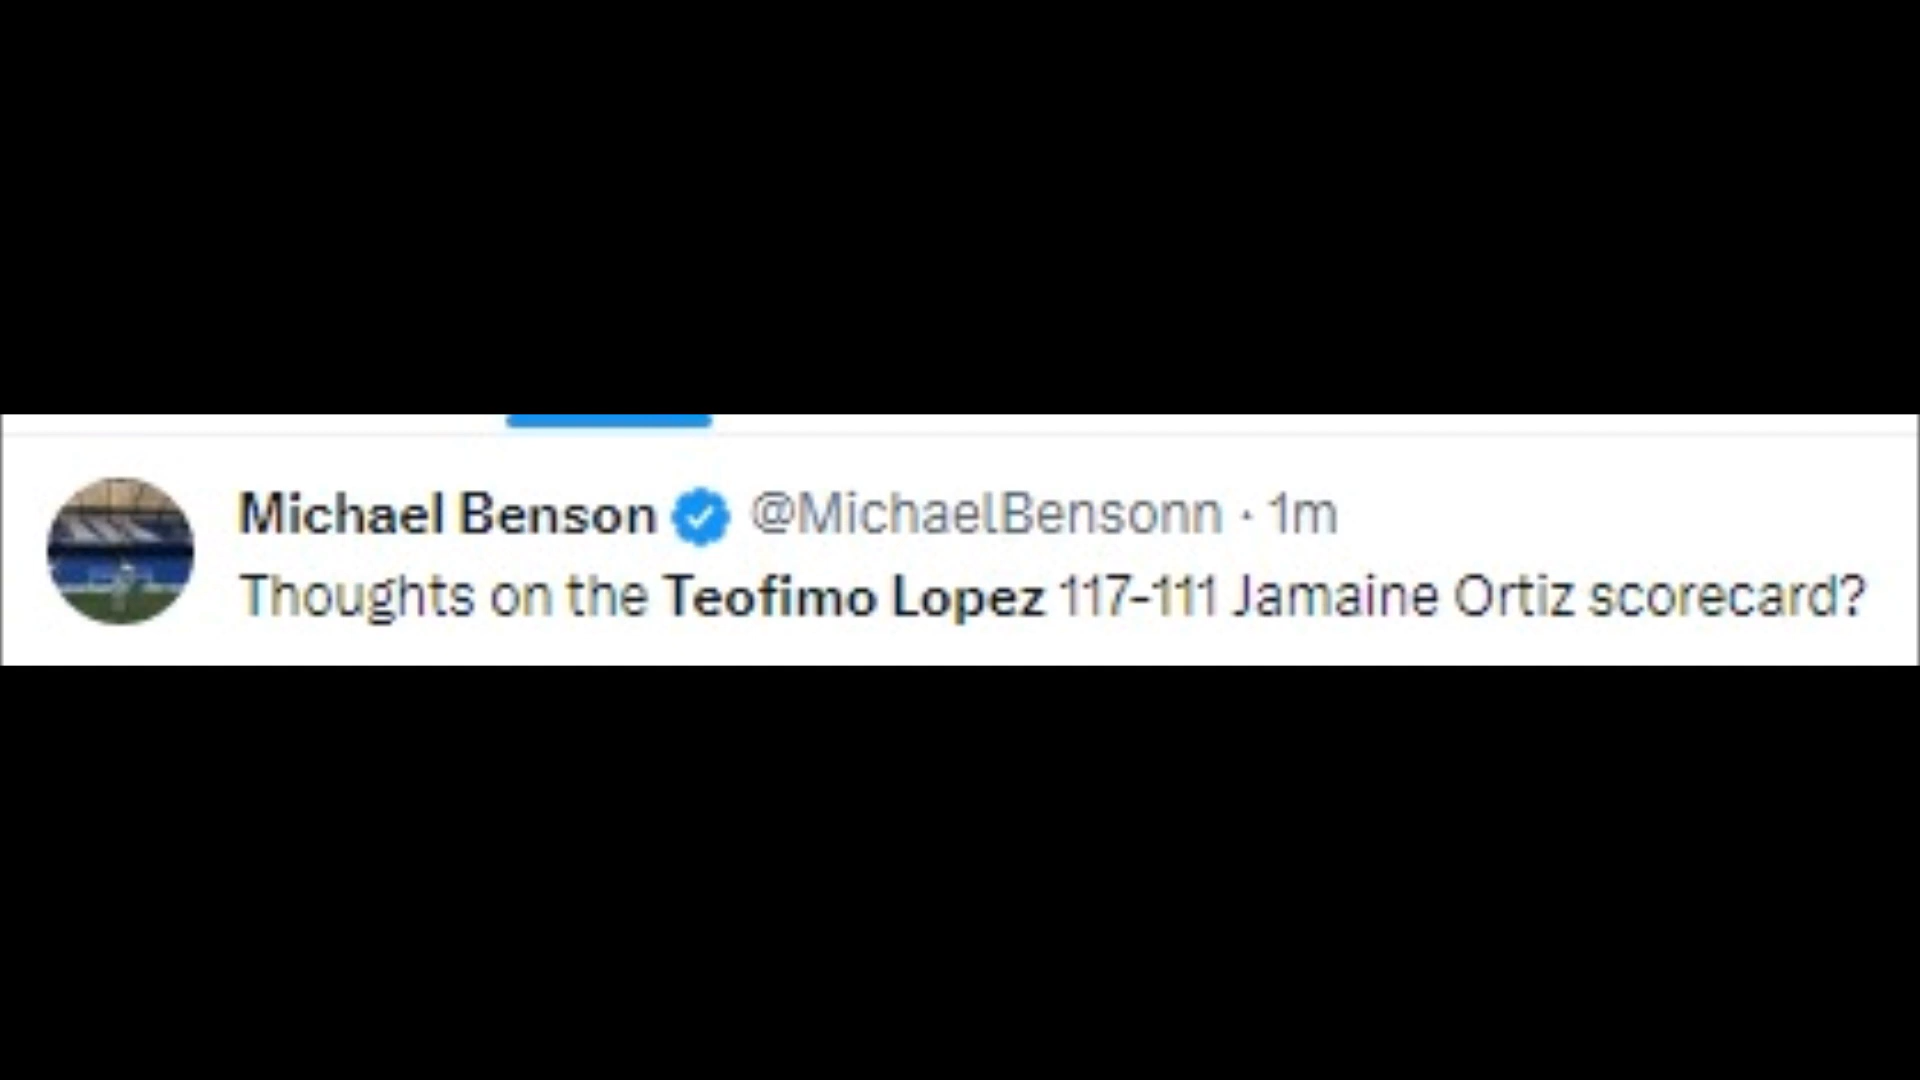 Michael Benson @MichaelBensonn · 1m
Thoughts on the Teofimo Lopez 117-111 Jamaine Ortiz scorecard?